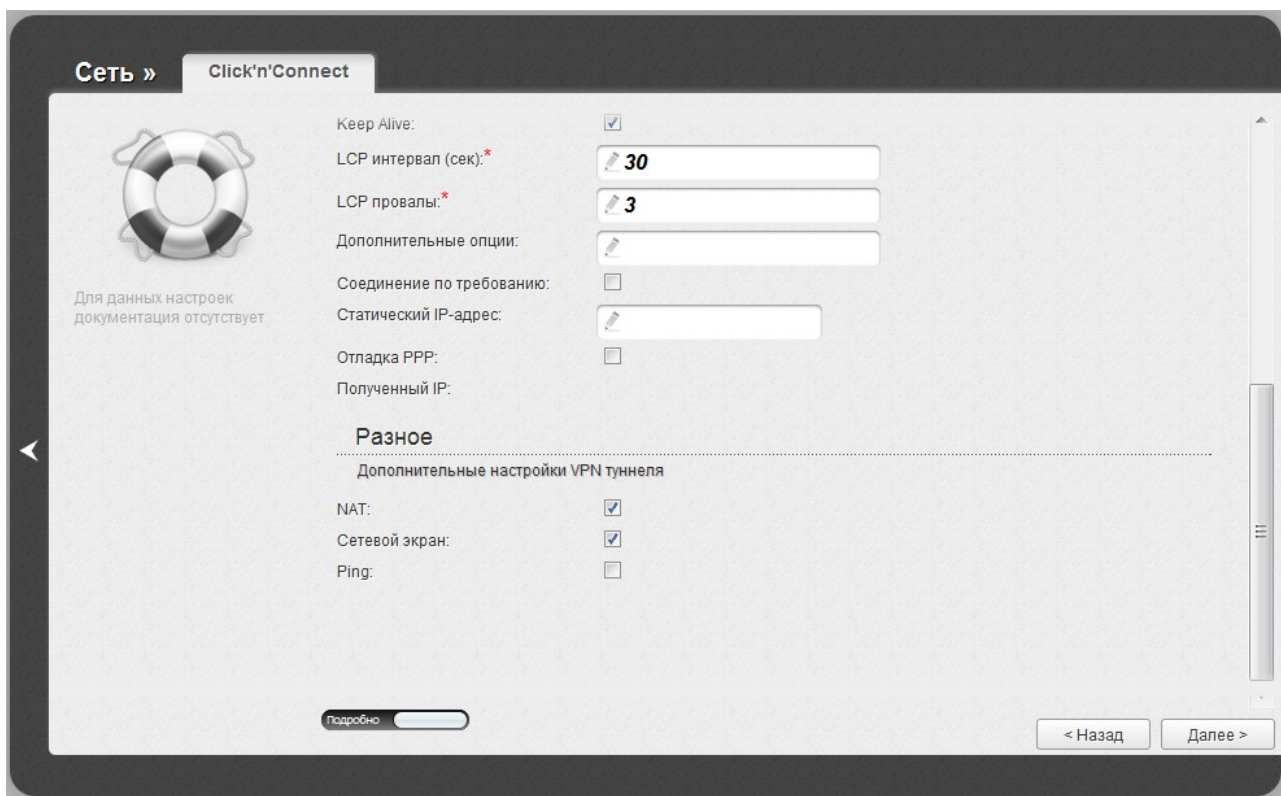 Сеть »
Click'n'Connect
Для данных настроек
документация отсутствует
Keep Alive:
LCP интервал (сек):*
30
LCP провалы:*
3
Дополнительные опции:
Соединение по требованию:
Статический IP-адрес:
Отладка PPP:
Полученный IP:
Разное
Дополнительные настройки VPN туннеля
NAT:
Сетевой экран:
Ping:
Подробно
< Назад
Далее >